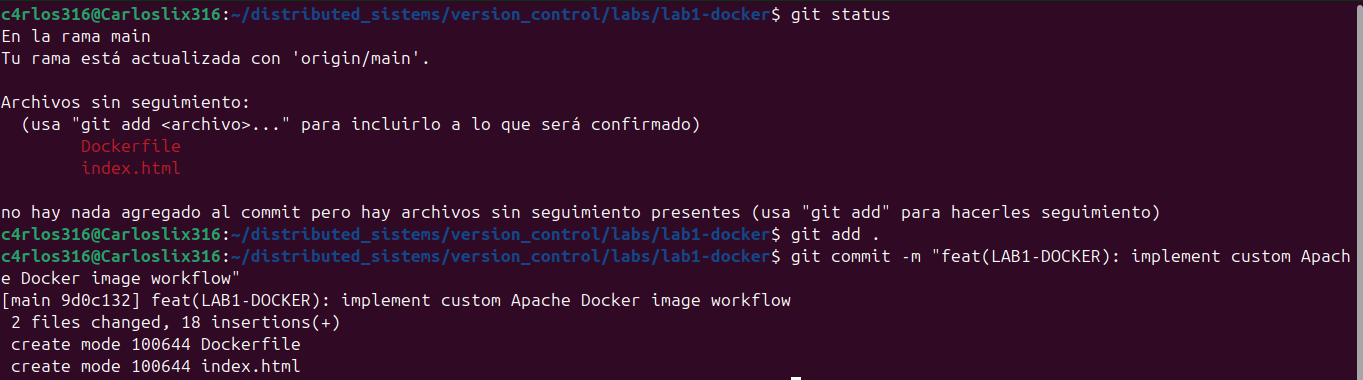 c4rlos316@Carloslix316:~/distributed_sistems/version_control/labs/lab1-docker$ git status
En la rama main
Tu rama está actualizada con 'origin/main'.
Archivos sin seguimiento:
  (usa "git add <archivo>..." para incluirlo a lo que será confirmado)
        Dockerfile
        index.html
no hay nada agregado al commit pero hay archivos sin seguimiento presentes (usa "git add" para hacerles seguimiento)
c4rlos316@Carloslix316:~/distributed_sistems/version_control/labs/lab1-docker$ git add .
c4rlos316@Carloslix316:~/distributed_sistems/version_control/labs/lab1-docker$ git commit -m "feat(LAB1-DOCKER): implement custom Apach
e Docker image workflow"
[main 9d0c132] feat(LAB1-DOCKER): implement custom Apache Docker image workflow
 2 files changed, 18 insertions(+)
 create mode 100644 Dockerfile
 create mode 100644 index.html